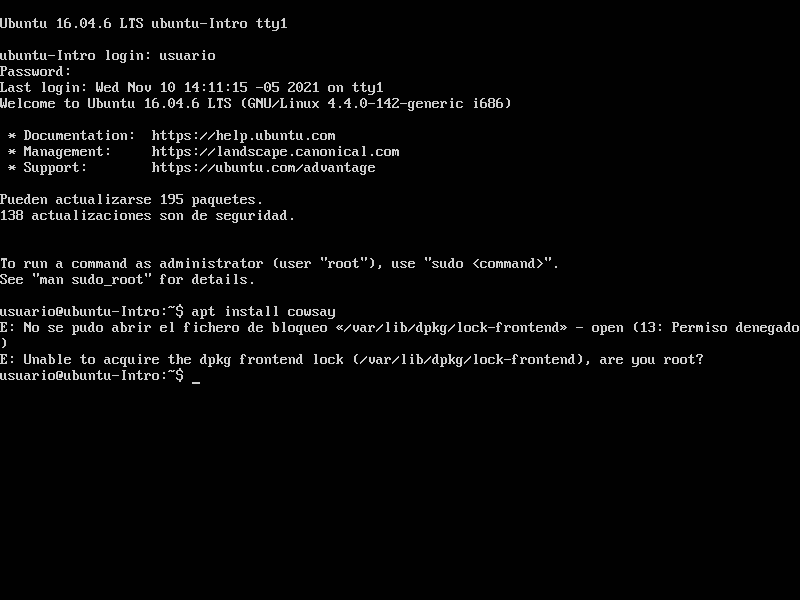 Ubuntu 16.04.6 LTS ubuntu-Intro tty1
ubuntu-Intro login: usuario
Password:
Last login: Wed Nov 10 14:11:15 -05 2021 on tty1
Welcome to Ubuntu 16.04.6 LTS (GNU/Linux 4.4.0-142-generic i686)
* Documentation:  https://help.ubuntu.com
* Management:     https://landscape.canonical.com
* Support:        https://ubuntu.com/advantage
Pueden actualizarse 195 paquetes.
138 actualizaciones son de seguridad.
To run a command as administrator (user "root"), use "sudo <command>".
See "man sudo_root" for details.
usuario@ubuntu-Intro:~$ apt install cowsay
E: No se pudo abrir el fichero de bloqueo «/var/lib/dpkg/lock-frontend» - open (13: Permiso denegado
)
E: Unable to acquire the dpkg frontend lock (/var/lib/dpkg/lock-frontend), are you root?
usuario@ubuntu-Intro:~$ _